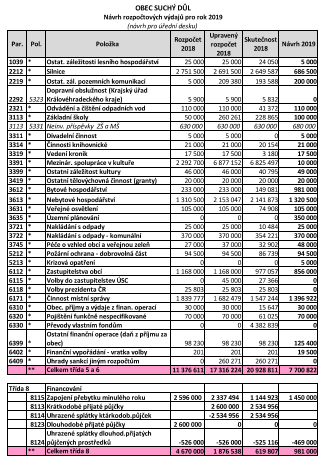 OBEC SUCHÝ DŮL
Návrh rozpočtových výdajů pro rok 2019
(návrh pro úřední desku)
Par. Pol. Položka Rozpočet 2018 Upravený rozpočet 2018 Skutečnost 2018 Návrh 2019
1039 * Ostat. záležitosti lesního hospodářství 25 000 25 000 24 050 5 000
2212 * Silnice 2 751 500 2 691 500 2 649 587 686 500
2219 * Ostat. zál. pozemních komunikací 5 000 209 380 193 588 200 000
Dopravní obslužnost (Krajský úřad
2292 5323 Královéhradeckého kraje) 5 900 5 900 5 832 0
2321 * Odvádění a čištění odpadních vod 110 000 110 000 41 372 110 000
3113 * Základní školy 50 000 260 261 228 865 100 000
3113 5331 Neinv. příspěvky ZŠ a MŠ 630 000 630 000 630 000 680 000
3311 * Divadelní činnost 5 000 5 000 0 5 000
3314 * Činnosti knihovnické 21 000 21 000 20 154 21 000
3319 * Vedení kroniky 17 500 17 500 3 180 17 500
3391 * Mezinár. spolupráce v kultuře 2 292 700 6 877 152 6 825 497 10 000
3399 * Ostatní záležitosti kultury 46 000 46 000 40 795 49 000
3419 * Ostatní tělovýchovná činnost (granty) 20 000 20 000 20 000 20 000
3612 * Bytové hospodářství 233 000 233 000 149 081 981 000
3613 * Nebytové hospodářství 1 310 500 2 153 047 2 141 873 1 320 500
3631 * Veřejné osvětlení 105 000 105 000 74 908 105 000
3635 * Územní plánování 0 0 0 350 000
3721 * Nakládání s odpady 25 000 25 000 10 484 25 000
3722 * Nakládání s odpady - komunální 370 000 370 000 354 221 370 000
3745 * Péče o vzhled obcí a veřejnou zeleň 27 000 37 000 32 902 48 000
5212 * Požární ochrana - dobrovolná část 94 500 94 500 86 739 94 500
5213 * Krizová opatření 0 0 0 5 000
6112 * Zastupitelstva obcí 1 168 000 1 168 000 977 057 856 000
6115 * Volby do zastupitelstev ÚSC 0 45 000 27 366 0
6118 * Volby prezidenta ČR 25 803 25 803 25 803 0
6171 * Činnost místní správy 1 839 777 1 682 479 1 547 244 1 396 922
6310 * Obec. příjmy a výdaje z finan. operací 30 000 30 000 15 647 30 000
6320 * Pojištění funkčně nespecifikované 70 000 70 000 61 025 70 000
6330 * Převody vlastním fondům 0 0 4 382 839 0
Ostatní finanční operace (daň z příjmu za
6399 * obec) 98 230 98 230 98 230 125 400
6402 * Finanční vypořádání - vratka volby 201 201 201 19 500
6409 * Úhrady sankcí jiným rozpočtům 0 260 271 260 271 0
** Celkem třída 5 a 6 11 376 611 17 316 224 20 928 811 7 700 822
Třída 8 Financování
8115 Zapojení přebytku minulého roku 2 596 000 2 337 494 1 144 923 1 450 000
8113 Krátkodobé přijaté půjčky 2 600 000 2 534 956
8114 Uhrazené splátky krtárkodob.půjček -2 534 956 2 534 956
8123 Dlouhodobé přijaté půjčky 2 600 000 0 0 0
Uhrazené splátky dlouhod.přijatých
8124 půjčených prostředků -526 000 -526 000 -525 116 -469 000
** Celkem třída 8 4 670 000 1 876 538 619 807 981 000